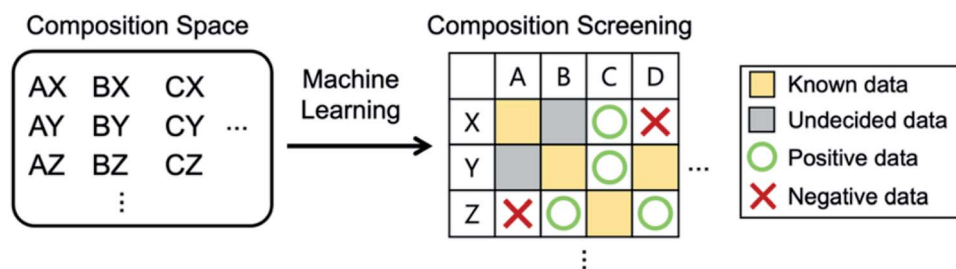 Composition Space
AX BX CX
AY BY CY ...
AZ BZ CZ
⋮
Machine
Learning
Composition Screening
A B C D
X
Y ...
Z
⋮
Known data
Undecided data
Positive data
Negative data